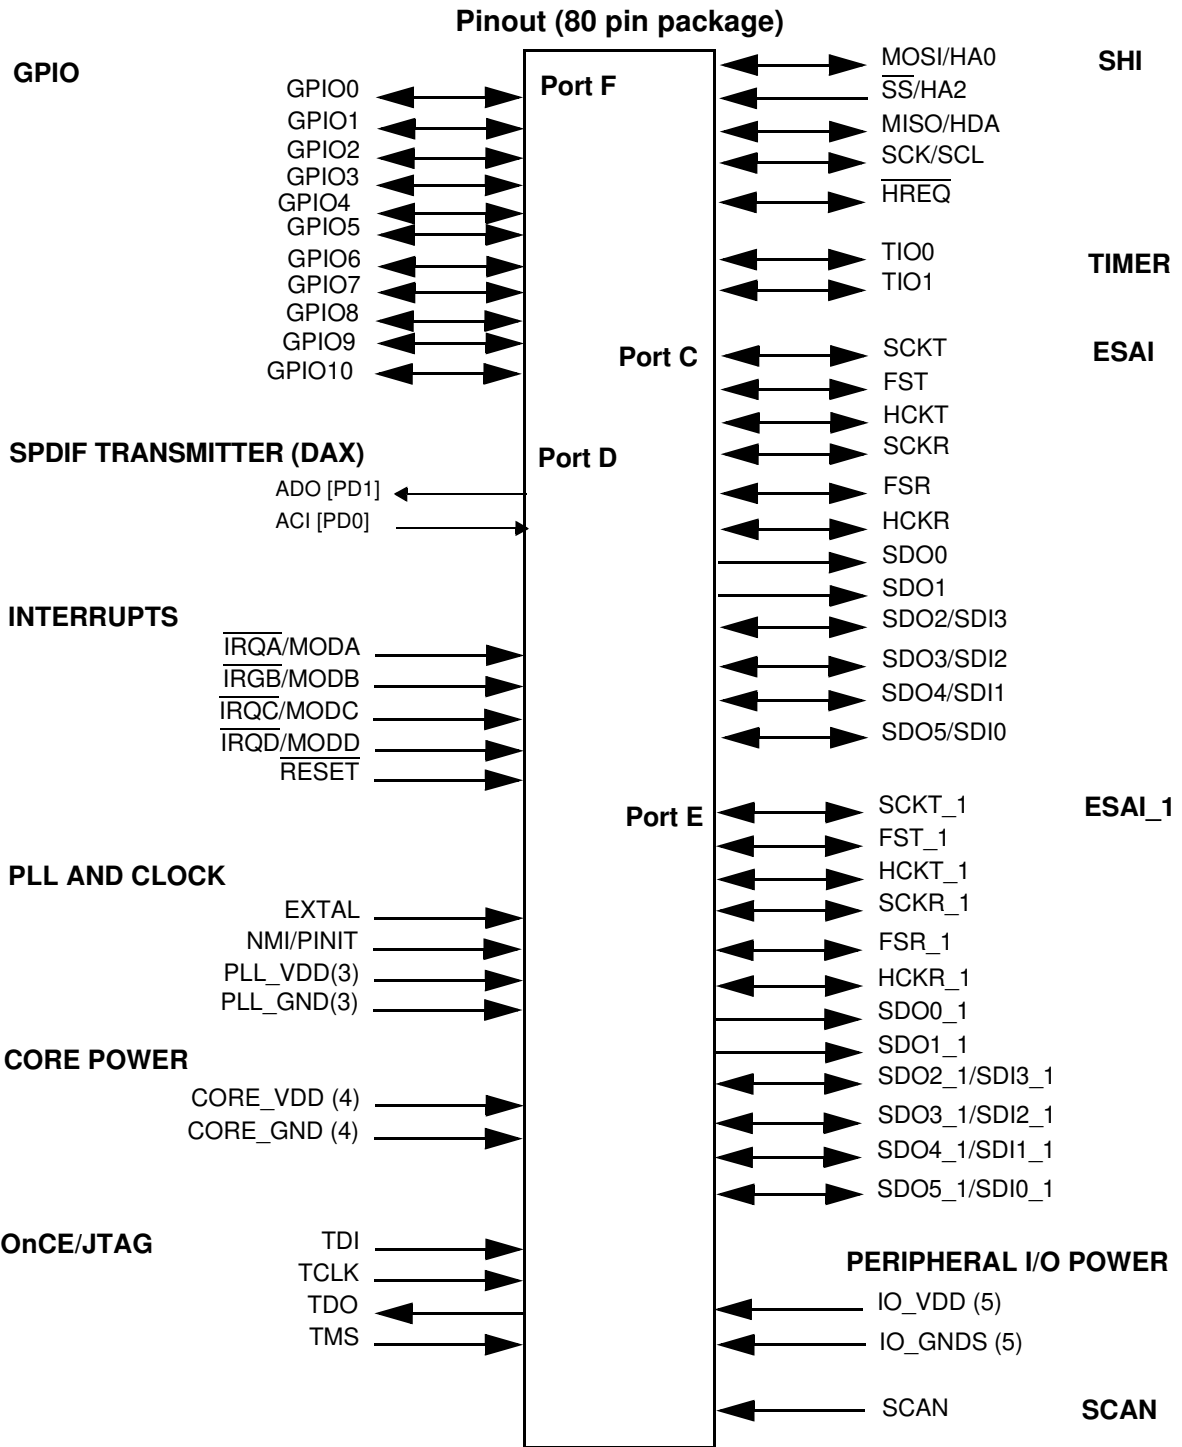 Pinout (80 pin package)
GPIO
GPIO0
GPIO1
GPIO2
GPIO3
GPIO4
GPIO5
GPIO6
GPIO7
GPIO8
GPIO9
GPIO10
SPDIF TRANSMITTER (DAX)
ADO [PD1]
ACI [PD0]
INTERRUPTS
IRQA/MODA
IRGB/MODB
IRQC/MODC
IRQD/MODD
RESET
PLL AND CLOCK
EXTAL
NMI/PINIT
PLL_VDD(3)
PLL_GND(3)
CORE POWER
CORE_VDD (4)
CORE_GND (4)
OnCE/JTAG
TDI
TCLK
TDO
TMS
Port F
Port C
Port D
Port E
SHI
MOSI/HA0
SS/HA2
MISO/HDA
SCK/SCL
HREQ
TIMER
TIO0
TIO1
ESAI
SCKT
FST
HCKT
SCKR
FSR
HCKR
SDO0
SDO1
SDO2/SDI3
SDO3/SDI2
SDO4/SDI1
SDO5/SDI0
ESAI_1
SCKT_1
FST_1
HCKT_1
SCKR_1
FSR_1
HCKR_1
SDO0_1
SDO1_1
SDO2_1/SDI3_1
SDO3_1/SDI2_1
SDO4_1/SDI1_1
SDO5_1/SDI0_1
PERIPHERAL I/O POWER
IO_VDD (5)
IO_GNDS (5)
SCAN
SCAN